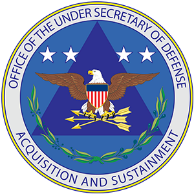 OFFICE OF THE UNDER SECRETARY OF DEFENSE
ACQUISITION AND SUSTAINMENT